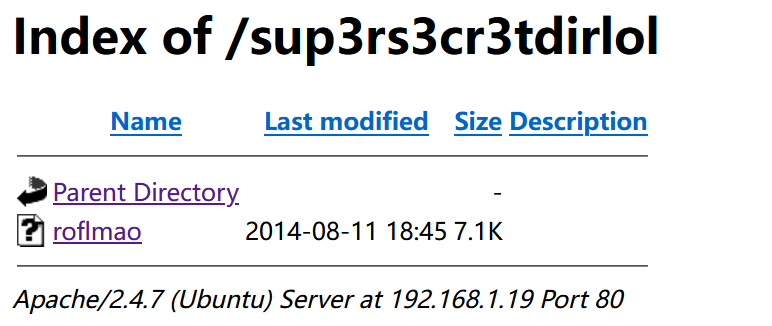 Index of /sup3rs3cr3tdirlol
Name Last modified Size Description
Parent Directory -
roflmao 2014-08-11 18:45 7.1K
Apache/2.4.7 (Ubuntu) Server at 192.168.1.19 Port 80